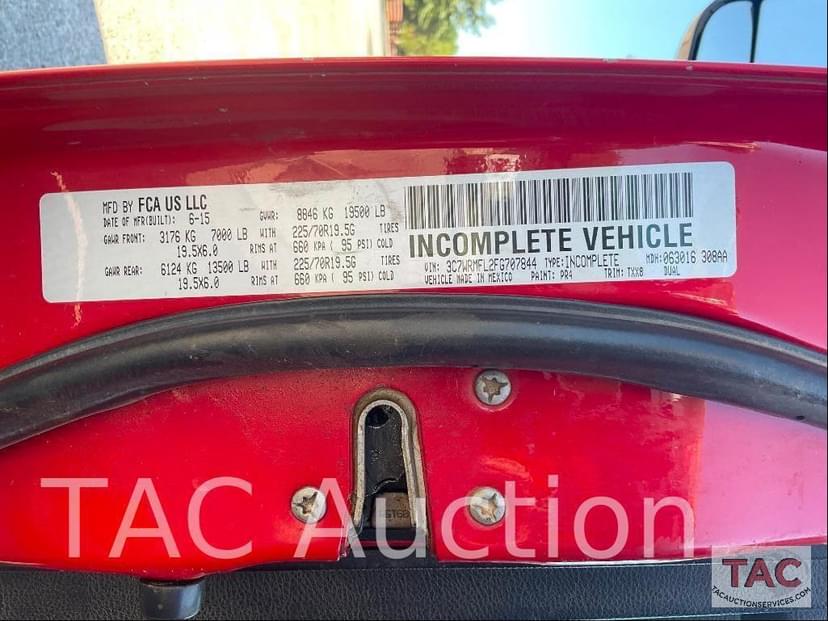 MFD BY FCA US LLC
DATE OF MFR(BUILT): 6-15 GVWR: 8846 KG 19500 LB
GAWR FRONT: 3176 KG 7000 LB WITH 225/70R19.5G TIRES
19.5X6.0 RIMS AT 660 KPA ( 95 PSI) COLD
GAWR REAR: 6124 KG 13500 LB WITH 225/70R19.5G TIRES
19.5X6.0 RIMS AT 660 KPA ( 95 PSI) COLD
INCOMPLETE VEHICLE
VIN: 3C7WRMFL2FG707844 TYPE:INCOMPLETE MDH:063016 308AA
VEHICLE MADE IN MEXICO PAINT: PR4 TRIM: TXX8 DUAL
TAC Auction
TAC
TACAUCTIONSERVICES.COM